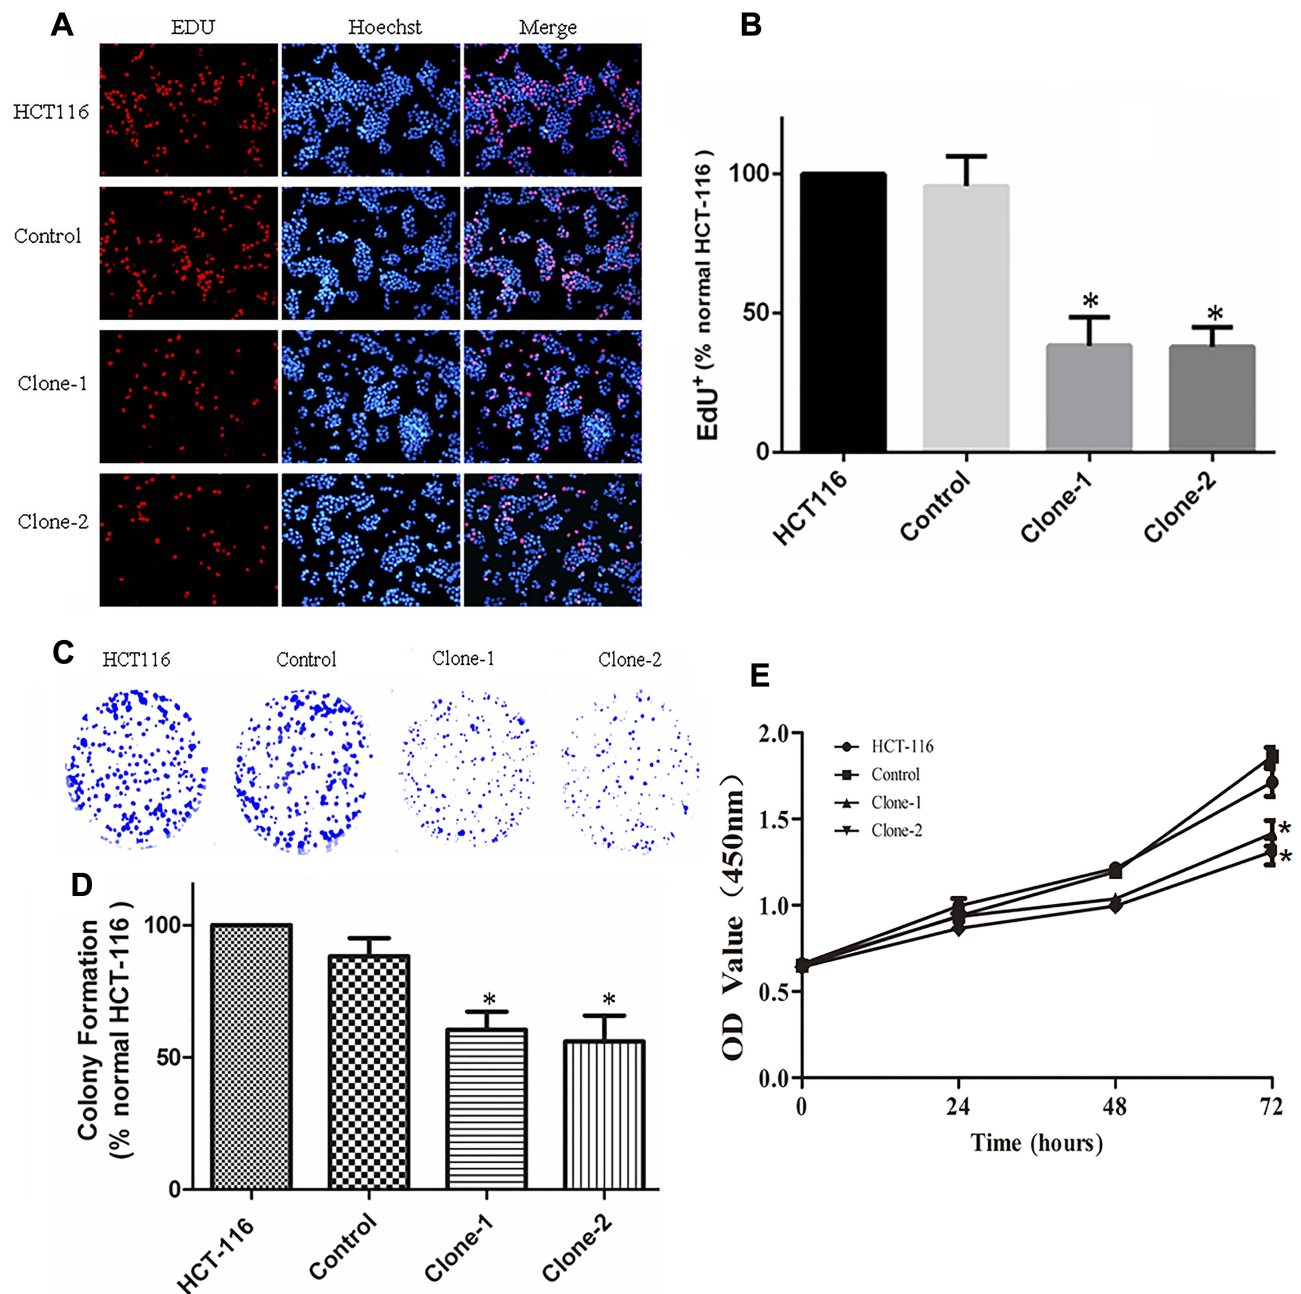 A
EDU Hoechst Merge
HCT116
Control
Clone-1
Clone-2
B
EdU+ (% normal HCT-116 )
100
50
0
* *
HCT116 Control Clone-1 Clone-2
C
HCT116 Control Clone-1 Clone-2
D
Colony Formation
(% normal HCT-116 )
100
50
0
* *
HCT-116 Control Clone-1 Clone-2
E
OD Value (450nm)
2.0
1.5
1.0
0.5
0.0
HCT-116
Control
Clone-1
Clone-2
*
*
0 24 48 72
Time (hours)